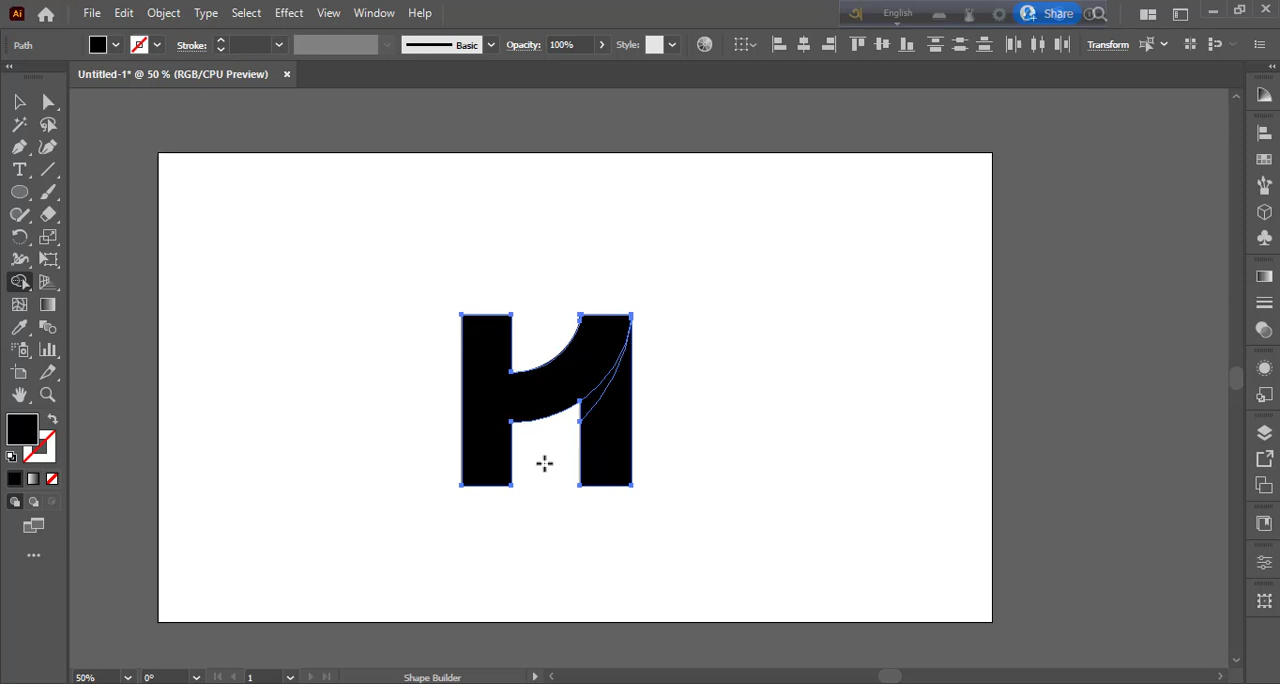 Ai File Edit Object Type Select Effect View Window Help English Share
Path Stroke: Basic Opacity: 100% Style: Transform
Untitled-1* @ 50 % (RGB/CPU Preview) ×
50% 0° 1 Shape Builder